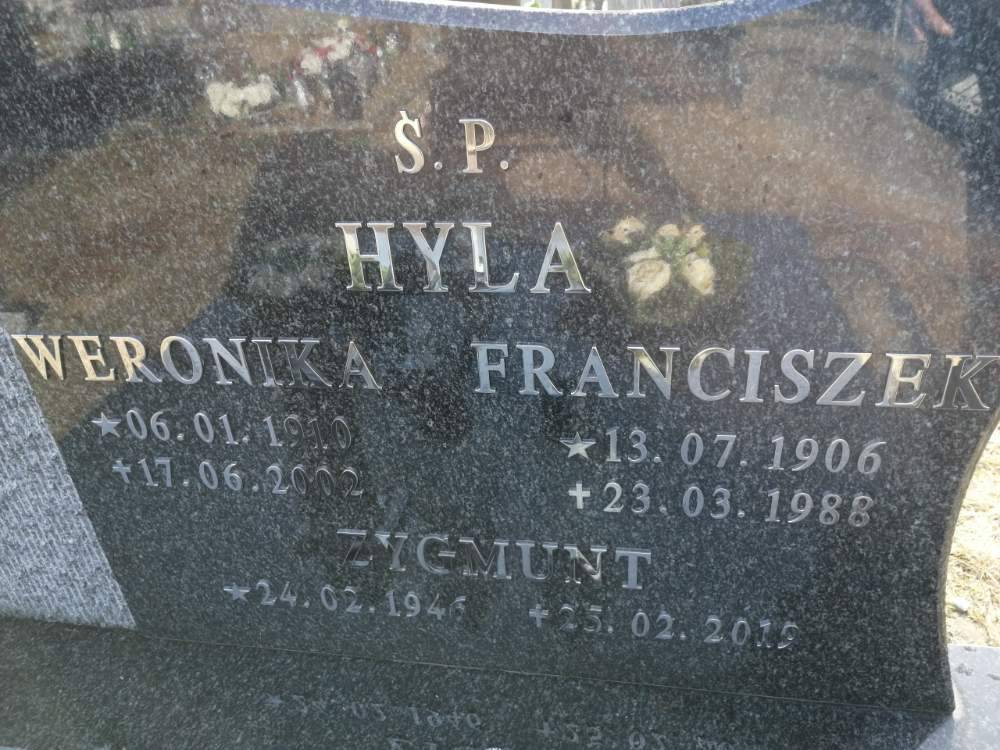 Ś. P.
HYLA
WERONIKA FRANCISZEK
★06.01.1910 ★13.07.1906
✝17.06.2002 ✝23.03.1988
ZYGMUNT
★24.02.1946 ✝25.02.2019